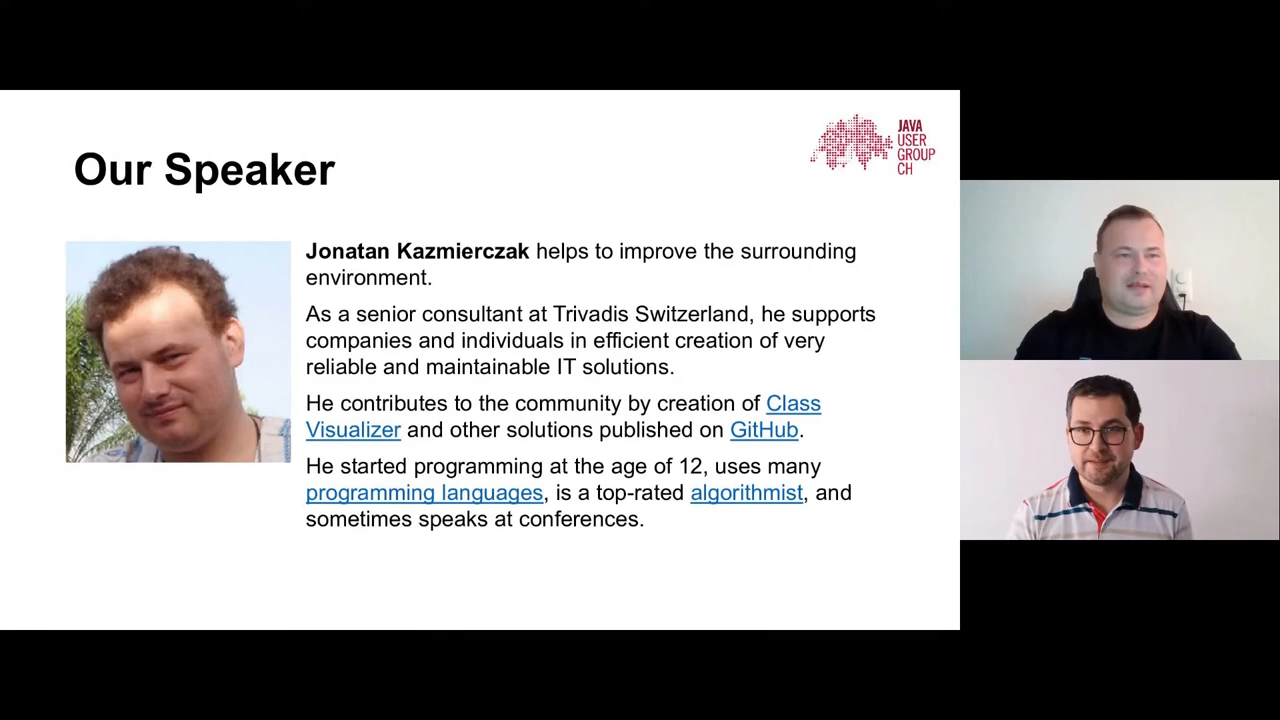 Our Speaker
JAVA
USER
GROUP
CH
Jonatan Kazmierczak helps to improve the surrounding
environment.
As a senior consultant at Trivadis Switzerland, he supports
companies and individuals in efficient creation of very
reliable and maintainable IT solutions.
He contributes to the community by creation of Class
Visualizer and other solutions published on GitHub.
He started programming at the age of 12, uses many
programming languages, is a top-rated algorithmist, and
sometimes speaks at conferences.